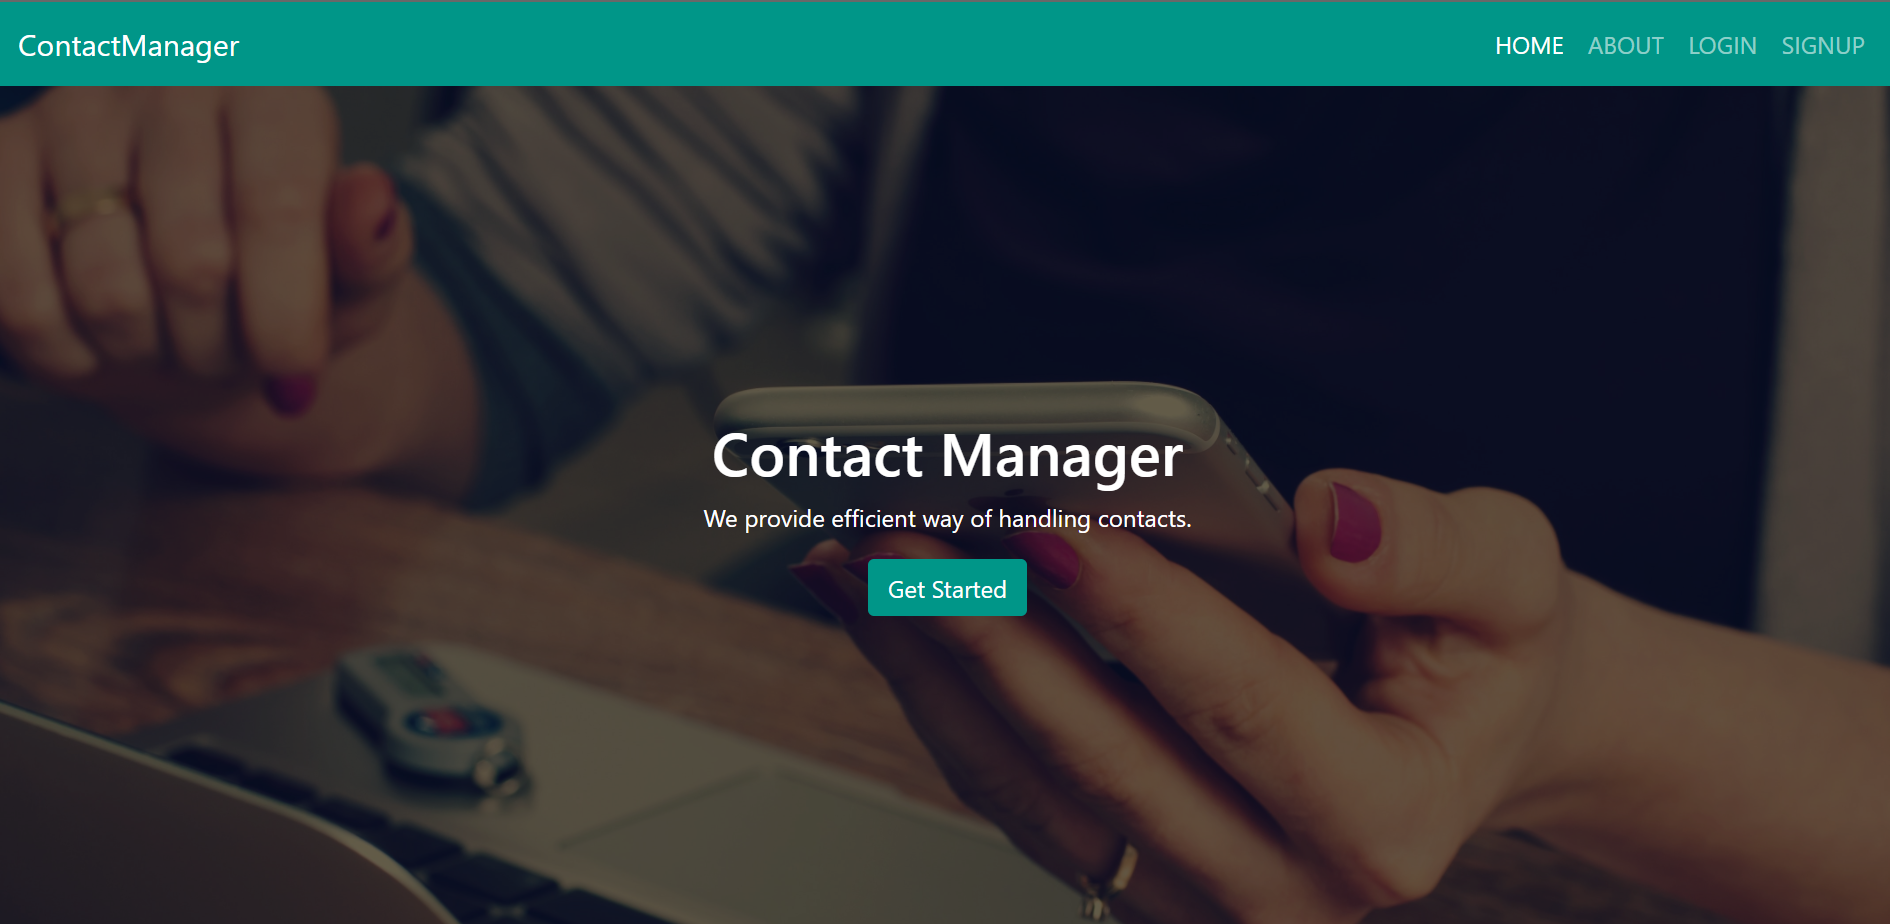 ContactManager
HOME ABOUT LOGIN SIGNUP
Contact Manager
We provide efficient way of handling contacts.
Get Started